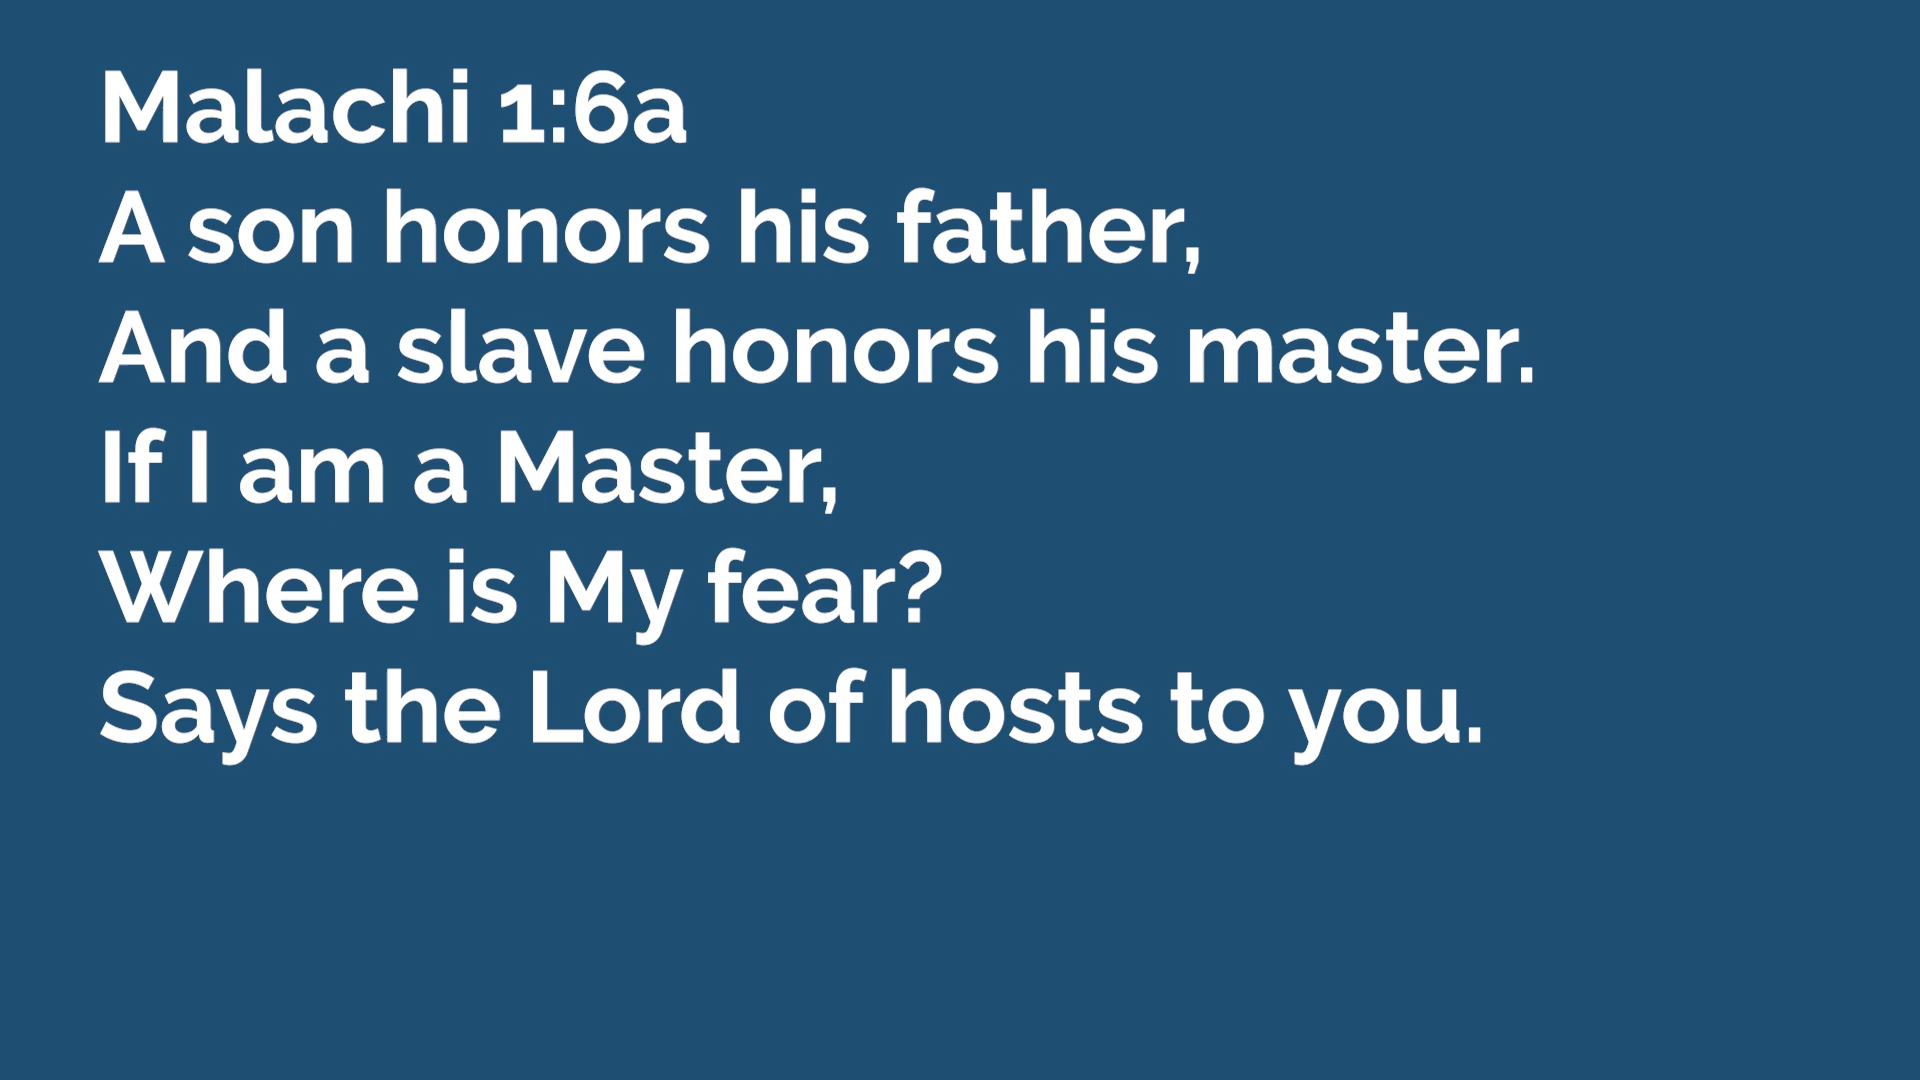 Malachi 1:6a
A son honors his father,
And a slave honors his master.
If I am a Master,
Where is My fear?
Says the Lord of hosts to you.